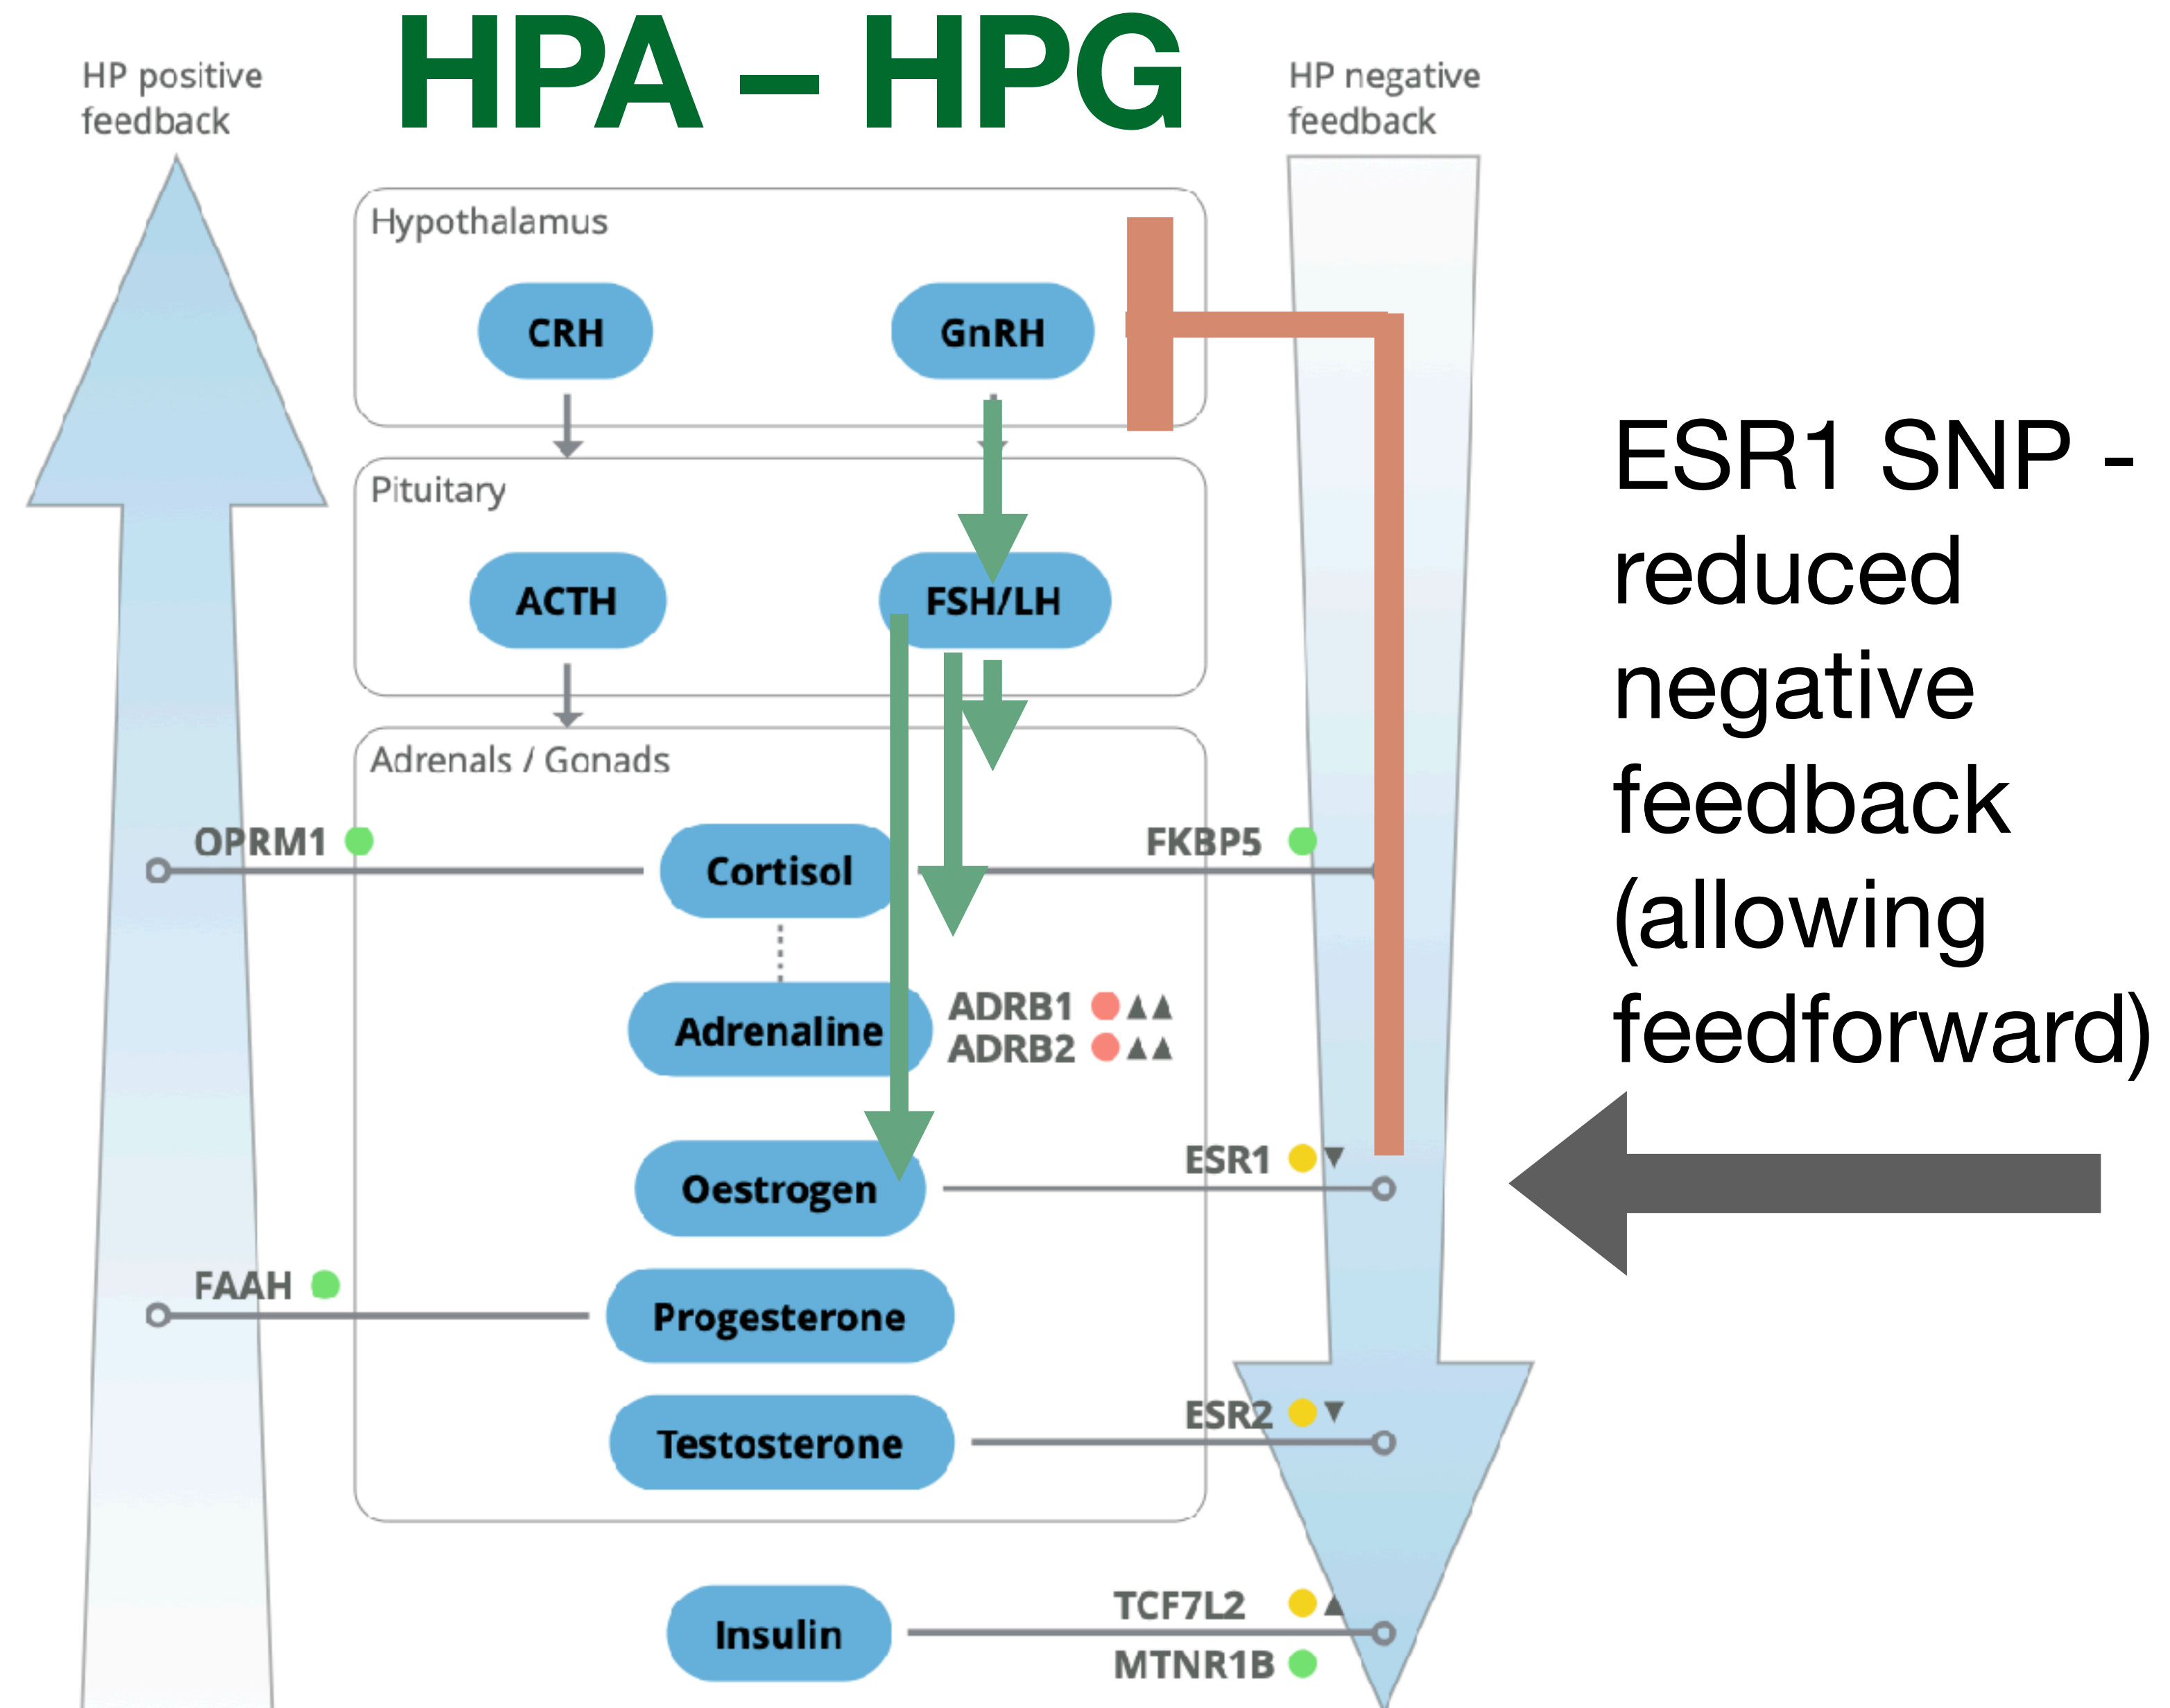 HPA – HPG
HP positive
feedback
HP negative
feedback
Hypothalamus
CRH
GnRH
Pituitary
ACTH
FSH/LH
Adrenals / Gonads
OPRM1
Cortisol
FKBP5
Adrenaline
ADRB1 ▲▲
ADRB2 ▲▲
Oestrogen
ESR1 ▼
FAAH
Progesterone
Testosterone
ESR2 ▼
Insulin
TCF7L2 ▲
MTNR1B
ESR1 SNP -
reduced
negative
feedback
(allowing
feedforward)